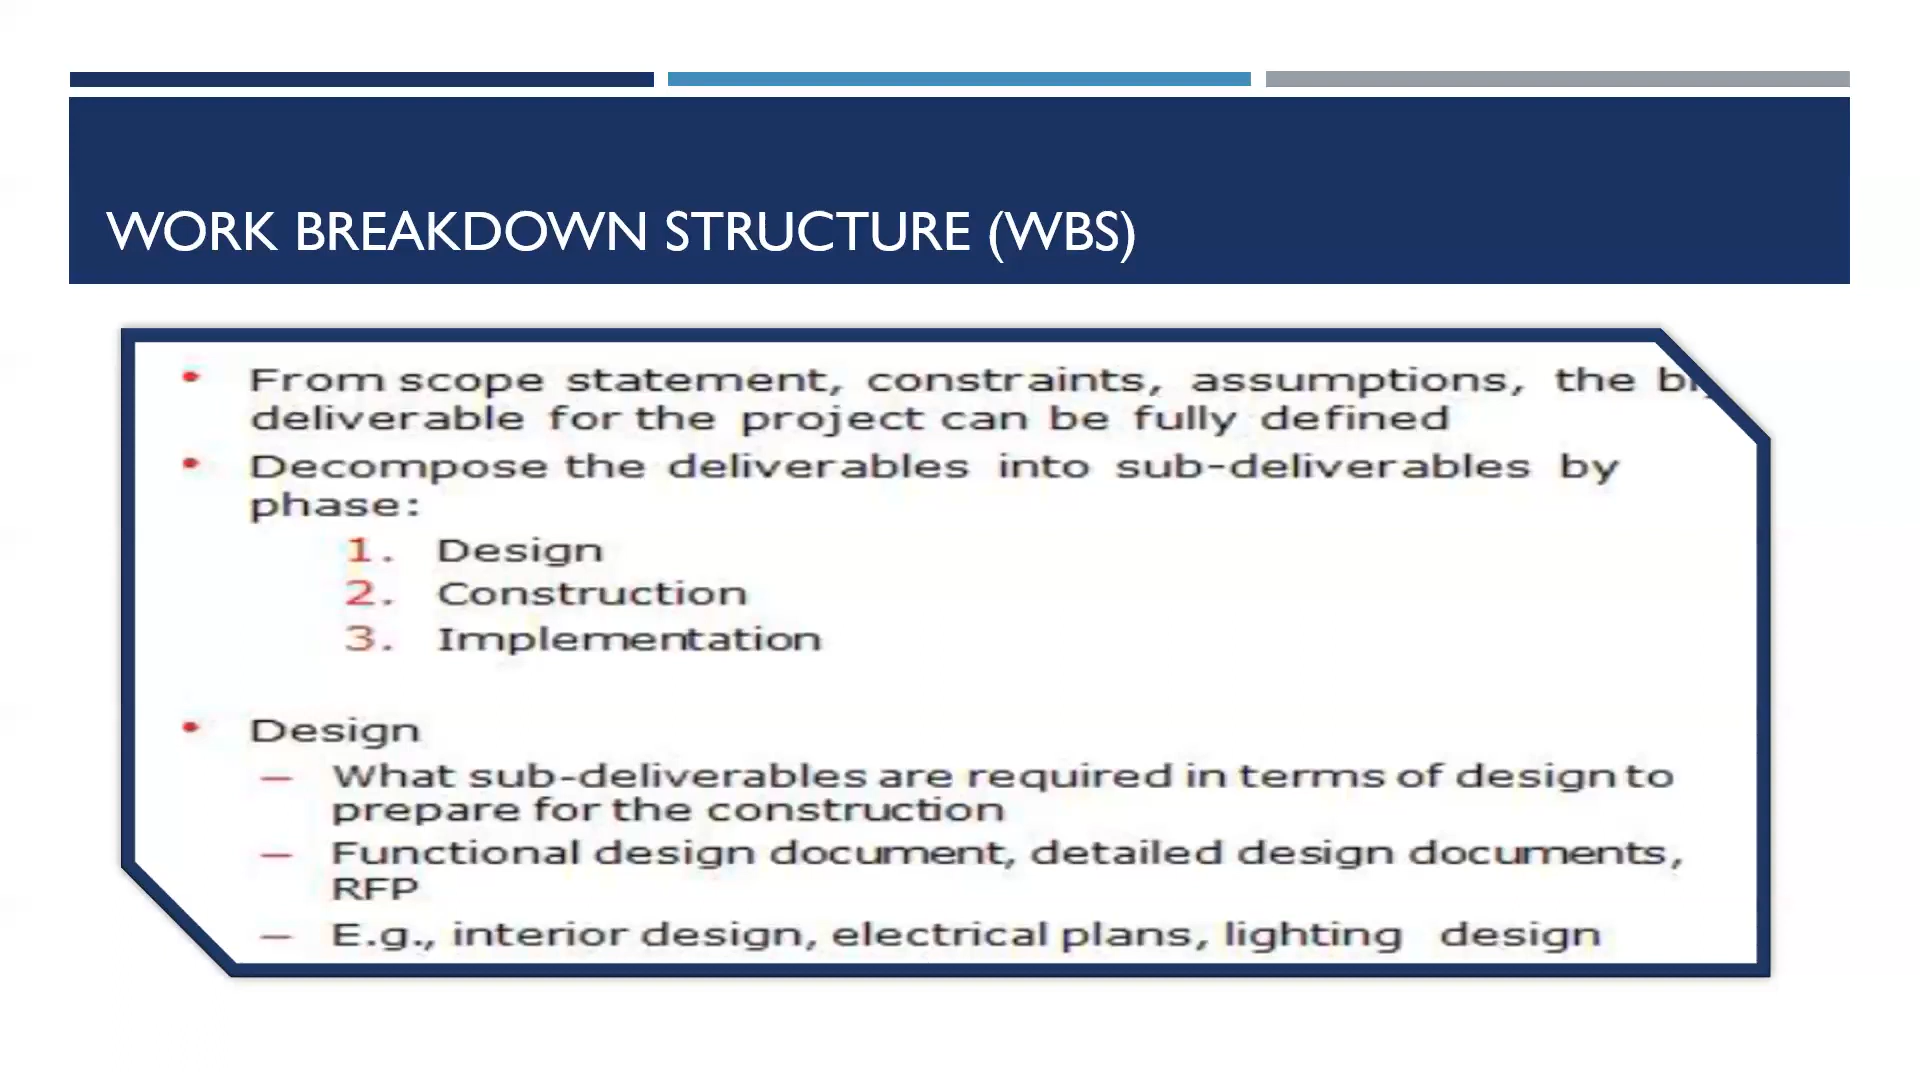 WORK BREAKDOWN STRUCTURE (WBS)
• From scope statement, constraints, assumptions, the
deliverable for the project can be fully defined
• Decompose the deliverables into sub-deliverables by
phase:
1. Design
2. Construction
3. Implementation
• Design
– What sub-deliverables are required in terms of design to
prepare for the construction
– Functional design document, detailed design documents,
RFP
– E.g., interior design, electrical plans, lighting design